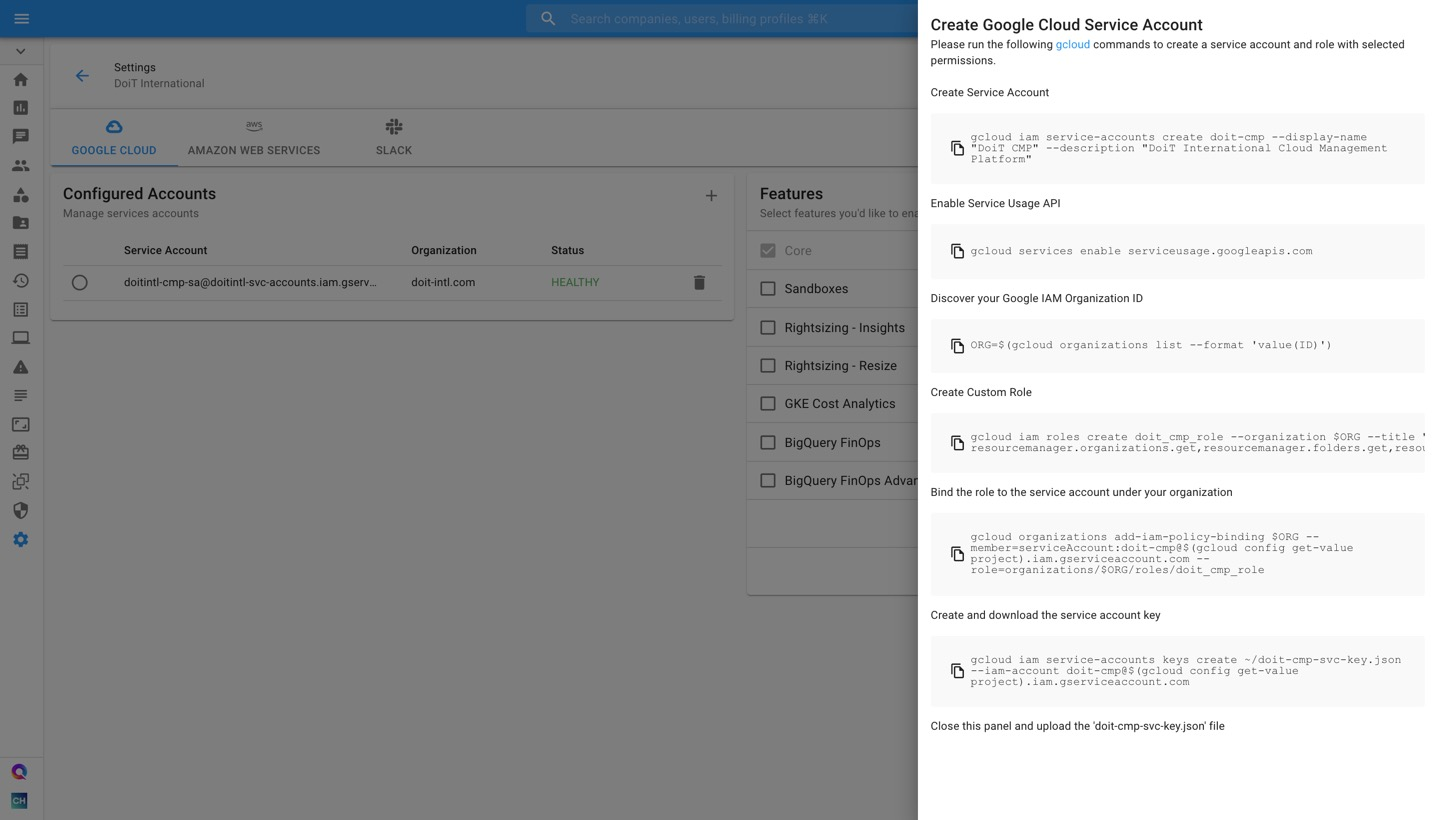 Search companies, users, billing profiles ⌘K
Settings
DoiT International
GOOGLE CLOUD
aws
AMAZON WEB SERVICES
SLACK
Configured Accounts
Manage services accounts
Service Account
Organization
Status
doitintl-cmp-sa@doitintl-svc-accounts.iam.gserv...
doit-intl.com
HEALTHY
Features
Select features you'd like to ena
Core
Sandboxes
Rightsizing - Insights
Rightsizing - Resize
GKE Cost Analytics
BigQuery FinOps
BigQuery FinOps Advan
CH
Create Google Cloud Service Account
Please run the following gcloud commands to create a service account and role with selected
permissions.
Create Service Account
gcloud iam service-accounts create doit-cmp --display-name
"DoiT CMP" --description "DoiT International Cloud Management
Platform"
Enable Service Usage API
gcloud services enable serviceusage.googleapis.com
Discover your Google IAM Organization ID
ORG=$(gcloud organizations list --format 'value(ID)')
Create Custom Role
gcloud iam roles create doit_cmp_role --organization $ORG --title "
resourcemanager.organizations.get,resourcemanager.folders.get,resou
Bind the role to the service account under your organization
gcloud organizations add-iam-policy-binding $ORG --
member=serviceAccount:doit-cmp@$(gcloud config get-value
project).iam.gserviceaccount.com --
role=organizations/$ORG/roles/doit_cmp_role
Create and download the service account key
gcloud iam service-accounts keys create ~/doit-cmp-svc-key.json
--iam-account doit-cmp@$(gcloud config get-value
project).iam.gserviceaccount.com
Close this panel and upload the 'doit-cmp-svc-key.json' file